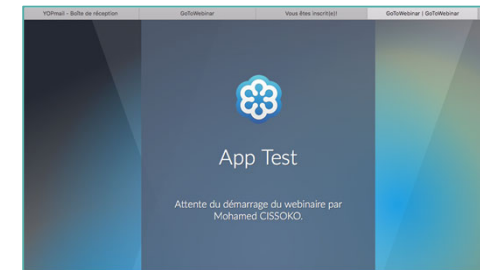 YOPmail - Boîte de réception
GoToWebinar
Vous êtes inscrit(e)!
GoToWebinar | GoToWebinar
App Test
Attente du démarrage du webinaire par
Mohamed CISSOKO.